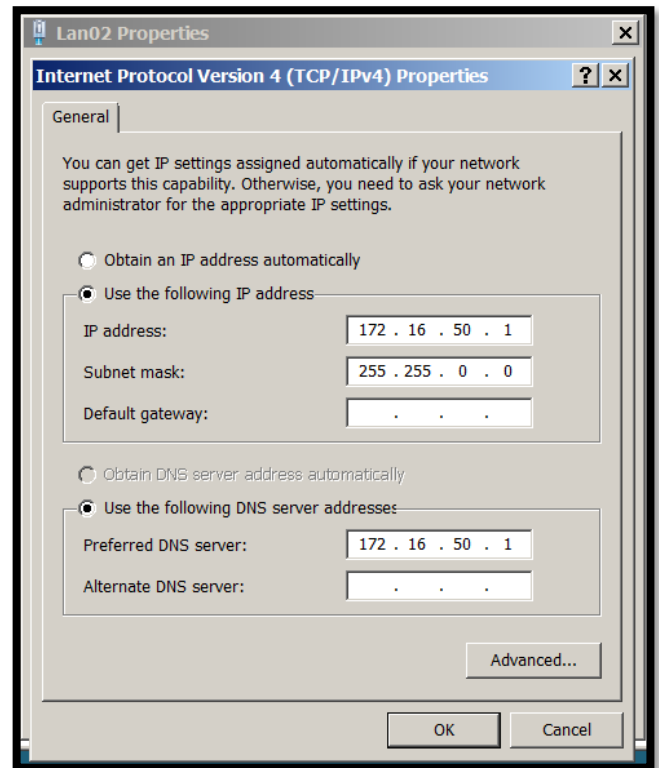 Lan02 Properties
Internet Protocol Version 4 (TCP/IPv4) Properties
General
You can get IP settings assigned automatically if your network
supports this capability. Otherwise, you need to ask your network
administrator for the appropriate IP settings.
Obtain an IP address automatically
Use the following IP address
IP address: 172 . 16 . 50 . 1
Subnet mask: 255 . 255 . 0 . 0
Default gateway: . . .
Obtain DNS server address automatically
Use the following DNS server addresses
Preferred DNS server: 172 . 16 . 50 . 1
Alternate DNS server: . . .
Advanced...
OK Cancel